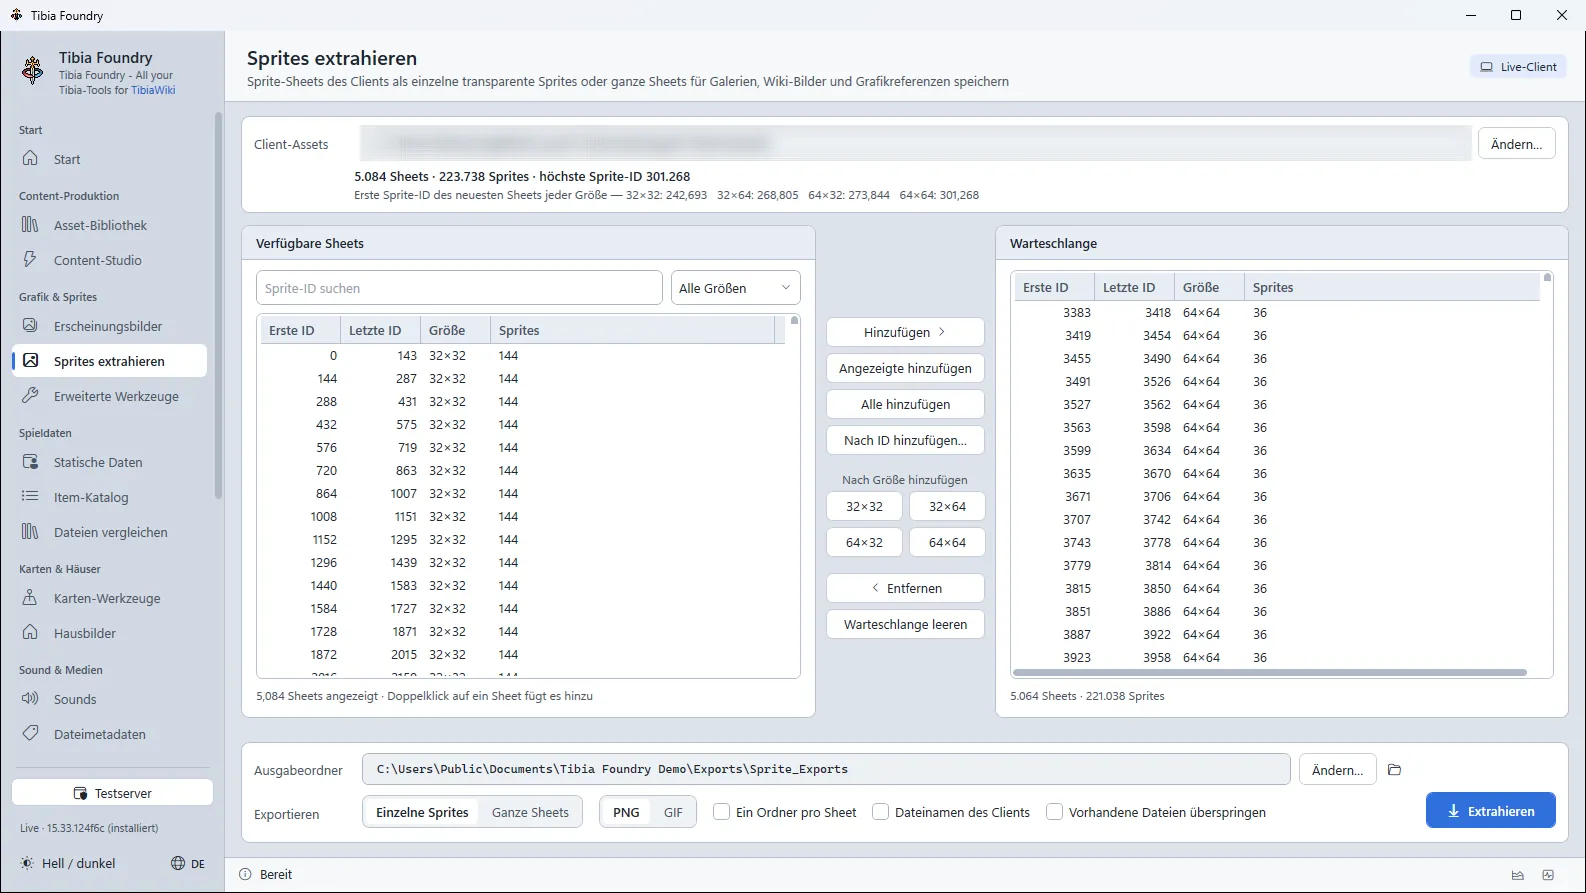 Tibia Foundry
Tibia Foundry
Tibia Foundry - All your
Tibia-Tools for TibiaWiki
Start
Start
Content-Produktion
Asset-Bibliothek
Content-Studio
Grafik & Sprites
Erscheinungsbilder
Sprites extrahieren
Erweiterte Werkzeuge
Spieldaten
Statische Daten
Item-Katalog
Dateien vergleichen
Karten & Häuser
Karten-Werkzeuge
Hausbilder
Sound & Medien
Sounds
Dateimetadaten
Testserver
Live · 15.33.124f6c (installiert)
Hell / dunkel DE
Sprites extrahieren
Sprite-Sheets des Clients als einzelne transparente Sprites oder ganze Sheets für Galerien, Wiki-Bilder und Grafikreferenzen speichern
Live-Client
Client-Assets
Ändern...
5.084 Sheets · 223.738 Sprites · höchste Sprite-ID 301.268
Erste Sprite-ID des neuesten Sheets jeder Größe — 32×32: 242,693 32×64: 268,805 64×32: 273,844 64×64: 301,268
Verfügbare Sheets
Sprite-ID suchen Alle Größen
Erste ID Letzte ID Größe Sprites
0 143 32×32 144
144 287 32×32 144
288 431 32×32 144
432 575 32×32 144
576 719 32×32 144
720 863 32×32 144
864 1007 32×32 144
1008 1151 32×32 144
1152 1295 32×32 144
1296 1439 32×32 144
1440 1583 32×32 144
1584 1727 32×32 144
1728 1871 32×32 144
1872 2015 32×32 144
2016 2159 32×32 144
5,084 Sheets angezeigt · Doppelklick auf ein Sheet fügt es hinzu
Hinzufügen
Angezeigte hinzufügen
Alle hinzufügen
Nach ID hinzufügen...
Nach Größe hinzufügen
32×32 32×64
64×32 64×64
Entfernen
Warteschlange leeren
Warteschlange
Erste ID Letzte ID Größe Sprites
3383 3418 64×64 36
3419 3454 64×64 36
3455 3490 64×64 36
3491 3526 64×64 36
3527 3562 64×64 36
3563 3598 64×64 36
3599 3634 64×64 36
3635 3670 64×64 36
3671 3706 64×64 36
3707 3742 64×64 36
3743 3778 64×64 36
3779 3814 64×64 36
3815 3850 64×64 36
3851 3886 64×64 36
3887 3922 64×64 36
3923 3958 64×64 36
5.064 Sheets · 221.038 Sprites
Ausgabeordner C:\Users\Public\Documents\Tibia Foundry Demo\Exports\Sprite_Exports Ändern...
Exportieren Einzelne Sprites Ganze Sheets PNG GIF Ein Ordner pro Sheet Dateinamen des Clients Vorhandene Dateien überspringen Extrahieren
Bereit